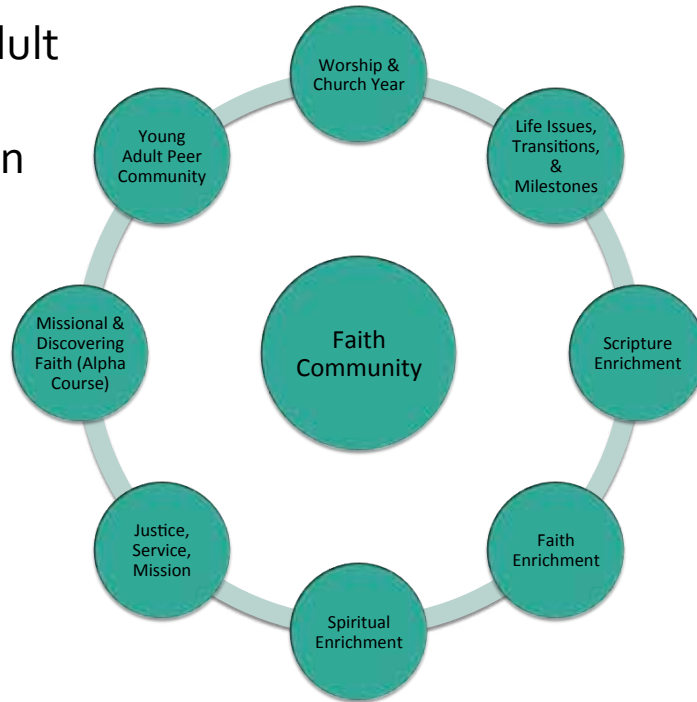 Worship &
Church Year
Life Issues,
Transitions,
&
Milestones
Scripture
Enrichment
Faith
Enrichment
Spiritual
Enrichment
Justice,
Service,
Mission
Missional &
Discovering
Faith (Alpha
Course)
Young
Adult Peer
Community
Faith
Community